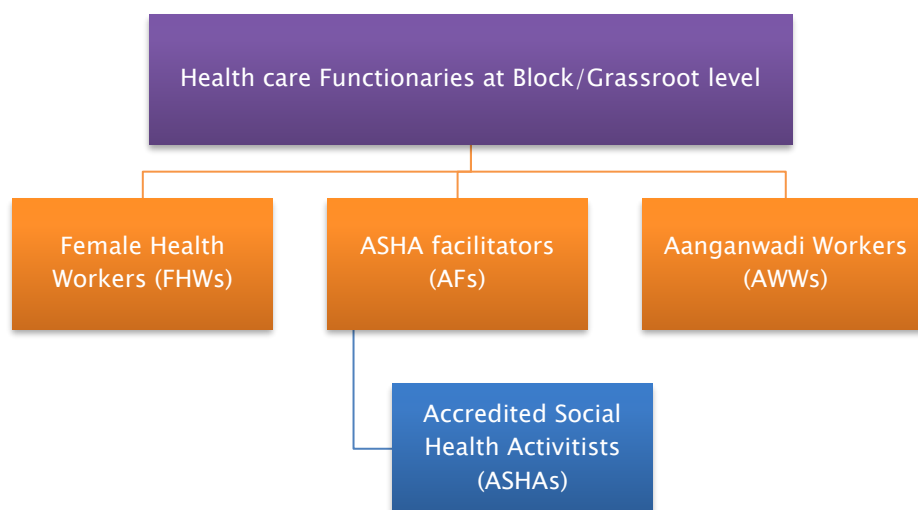 Health care Functionaries at Block/Grassroot level
Female Health
Workers (FHWs)
ASHA facilitators
(AFs)
Aanganwadi Workers
(AWWs)
Accredited Social
Health Activitists
(ASHAs)